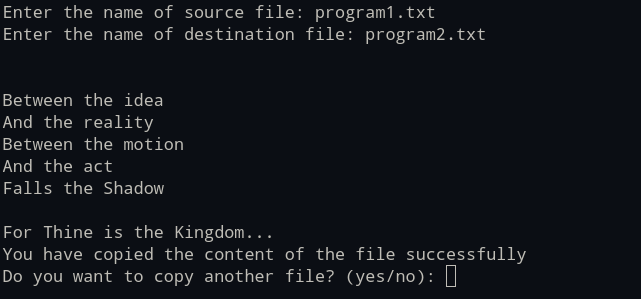 Enter the name of source file: program1.txt
Enter the name of destination file: program2.txt
Between the idea
And the reality
Between the motion
And the act
Falls the Shadow
For Thine is the Kingdom...
You have copied the content of the file successfully
Do you want to copy another file? (yes/no):